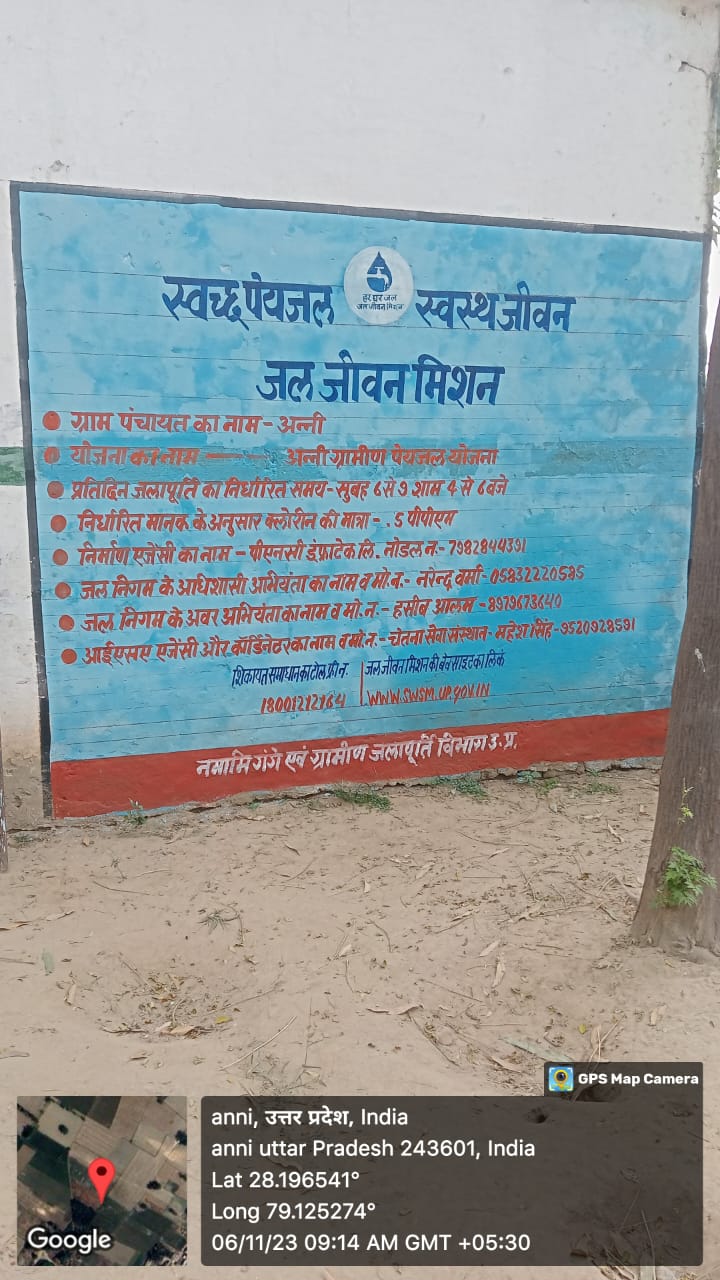 स्वच्छ पेयजल
हर घर जल
जल जीवन मिशन
स्वस्थ जीवन
जल जीवन मिशन
ग्राम पंचायत का नाम - अन्नी
योजना का नाम —— अन्नी ग्रामीण पेयजल योजना
प्रतिदिन जलापूर्ति का निर्धारित समय - सुबह 6 से 9 शाम 4 से 6 बजे
निर्धारित मानक के अनुसार क्लोरीन की मात्रा - .5 पीपीएम
निर्माण एजेंसी का नाम - पीएनसी इंफ्राटेक लि. नोडल न.- 7982844391
जल निगम के अधिशासी अभियंता का नाम व मो.न.- नरेन्द्र वर्मा - 05832220585
जल निगम के अवर अभियंता का नाम व मो.न.- हसीब आलम - 8979673640
आईएसए एजेंसी और कॉर्डिनेटर का नाम व मो.न.- चेतना सेवा संस्थान - महेश सिंह - 9520928591
शिकायत समाधान का टोल फ्री न. जल जीवन मिशन की वेब साइट का लिंक
18001212164 WWW.SWSM.UP.GOV.IN
नमामि गंगे एवं ग्रामीण जलापूर्ति विभाग उ.प्र.
GPS Map Camera
anni, उत्तर प्रदेश, India
anni uttar Pradesh 243601, India
Lat 28.196541°
Long 79.125274°
06/11/23 09:14 AM GMT +05:30
Google